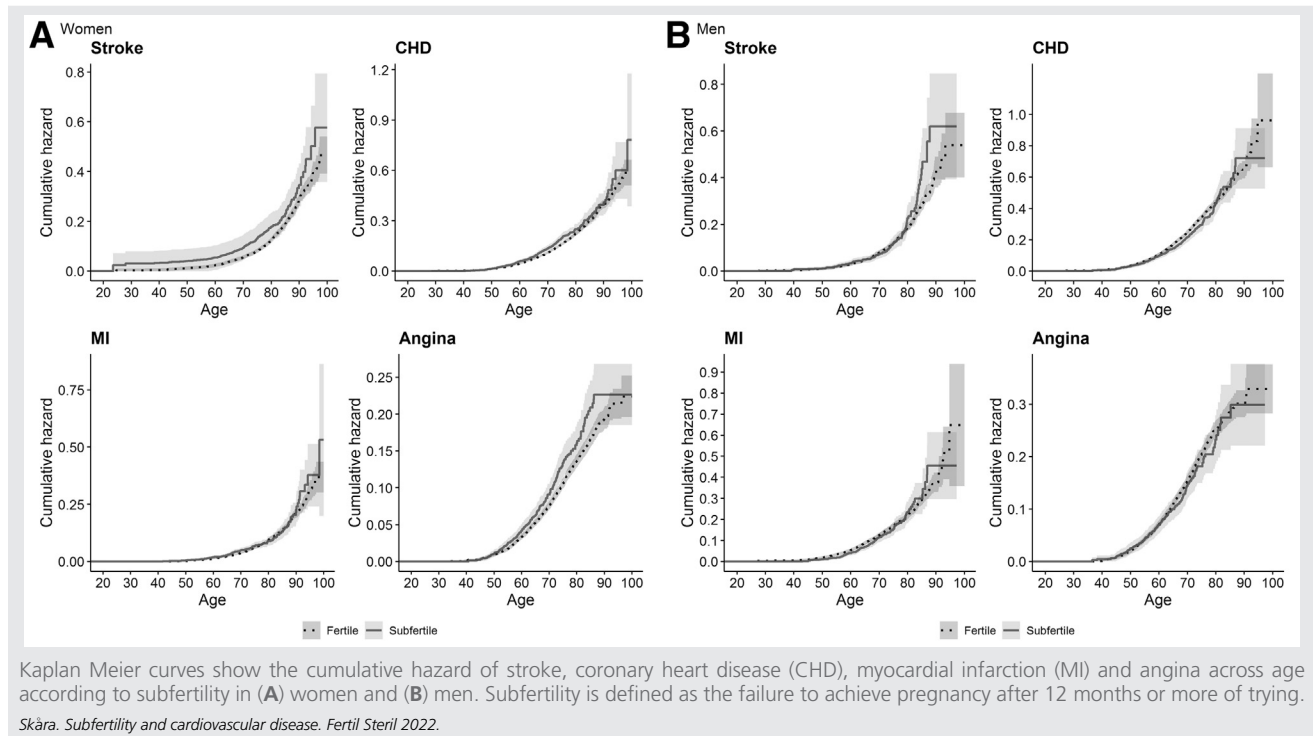 A Women
Stroke
Cumulative hazard
0.8
0.6
0.4
0.2
0.0
20 30 40 50 60 70 80 90 100
Age
CHD
Cumulative hazard
1.2
0.9
0.6
0.3
0.0
20 30 40 50 60 70 80 90 100
Age
MI
Cumulative hazard
0.75
0.50
0.25
0.00
20 30 40 50 60 70 80 90 100
Age
Angina
Cumulative hazard
0.25
0.20
0.15
0.10
0.05
0.00
20 30 40 50 60 70 80 90 100
Age
Fertile Subfertile
B Men
Stroke
Cumulative hazard
0.8
0.6
0.4
0.2
0.0
20 30 40 50 60 70 80 90 100
Age
CHD
Cumulative hazard
1.0
0.8
0.6
0.4
0.2
0.0
20 30 40 50 60 70 80 90 100
Age
MI
Cumulative hazard
0.9
0.8
0.7
0.6
0.5
0.4
0.3
0.2
0.1
0.0
20 30 40 50 60 70 80 90 100
Age
Angina
Cumulative hazard
0.3
0.2
0.1
0.0
20 30 40 50 60 70 80 90 100
Age
Fertile Subfertile
Kaplan Meier curves show the cumulative hazard of stroke, coronary heart disease (CHD), myocardial infarction (MI) and angina across age
according to subfertility in (A) women and (B) men. Subfertility is defined as the failure to achieve pregnancy after 12 months or more of trying.
Skåra. Subfertility and cardiovascular disease. Fertil Steril 2022.